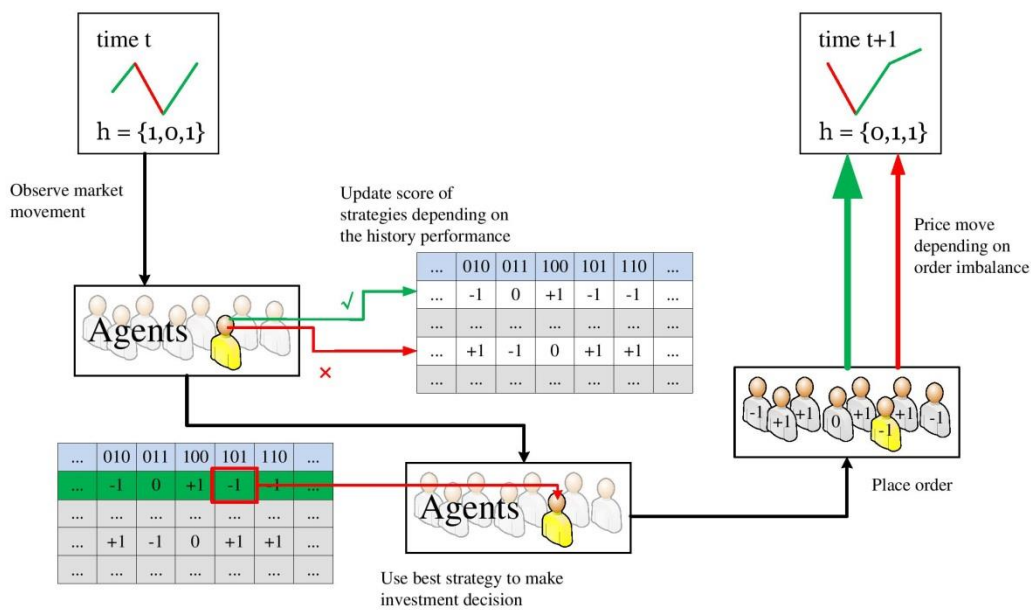 time t
h = {1,0,1}
Observe market
movement
Agents
√
×
Update score of
strategies depending on
the history performance
... 010 011 100 101 110 ...
... -1 0 +1 -1 -1 ...
... ... ... ... ... ... ...
... +1 -1 0 +1 +1 ...
... ... ... ... ... ... ...
... 010 011 100 101 110 ...
... -1 0 +1 -1 -1 ...
... ... ... ... ... ... ...
... +1 -1 0 +1 +1 ...
... ... ... ... ... ... ...
Agents
Use best strategy to make
investment decision
Place order
-1 +1 +1 0 +1 -1 +1 -1
Price move
depending on
order imbalance
time t+1
h = {0,1,1}